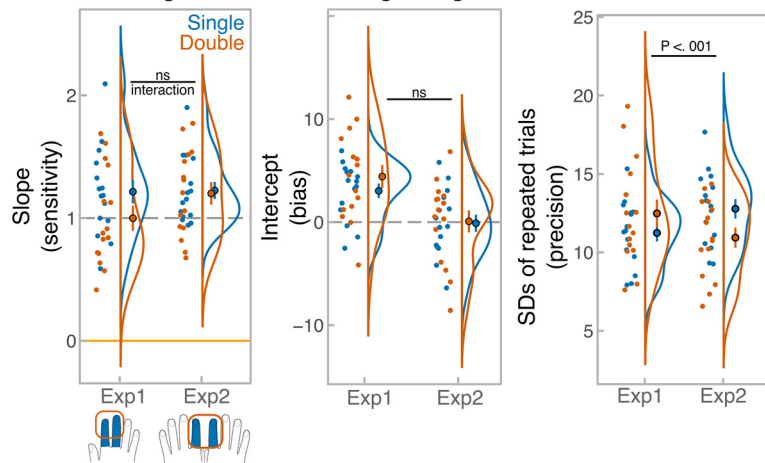 Single
Double
ns
interaction
2
1
0
Slope
(sensitivity)
Exp1
Exp2
ns
10
0
−10
Intercept
(bias)
Exp1
Exp2
P <. 001
25
20
15
10
5
SDs of repeated trials
(precision)
Exp1
Exp2